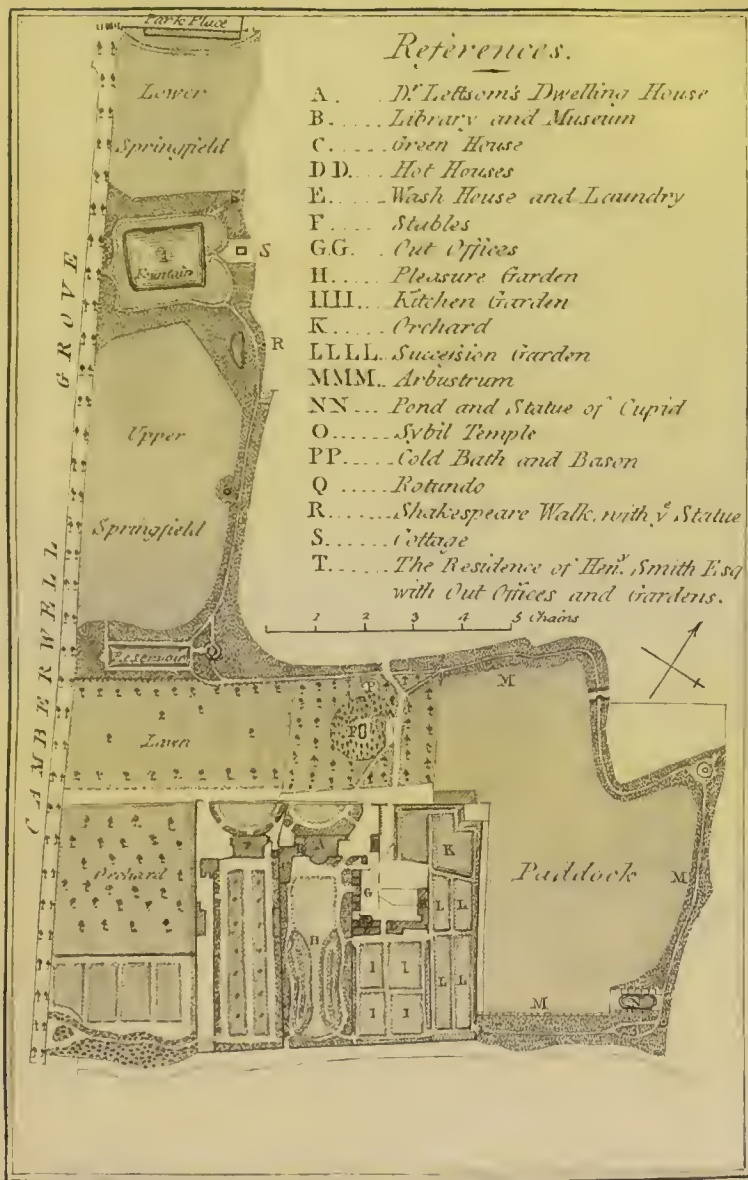 Park Place
References.
A . Dr. Lettsom's Dwelling House
B..... Library and Museum
C..... Green House
DD.... Hot Houses
E..... Wash House and Laundry
F..... Stables
GG. . Out Offices
H..... Pleasure Garden
IIII... Kitchen Garden
K..... Orchard
LLLL. Succession Garden
MMM.. Arbustrum
NN... Pond and Statue of Cupid
O...... Sybil Temple
PP..... Cold Bath and Bason
Q ..... Rotundo
R....... Shakespeare Walk, with ye Statue
S...... Cottage
T...... The Residence of Heny. Smith Esq
with Out Offices and Gardens.
1 2 3 4 5 Chains
Lower
Springfield
Fountain
S
R
Upper
Springfield
CAMBERWELL GROVE
Reservoir
Lawn
P
P
M
Orchard
A
B
K
Paddock
M
G
H
L L
I I
L L
I I
M